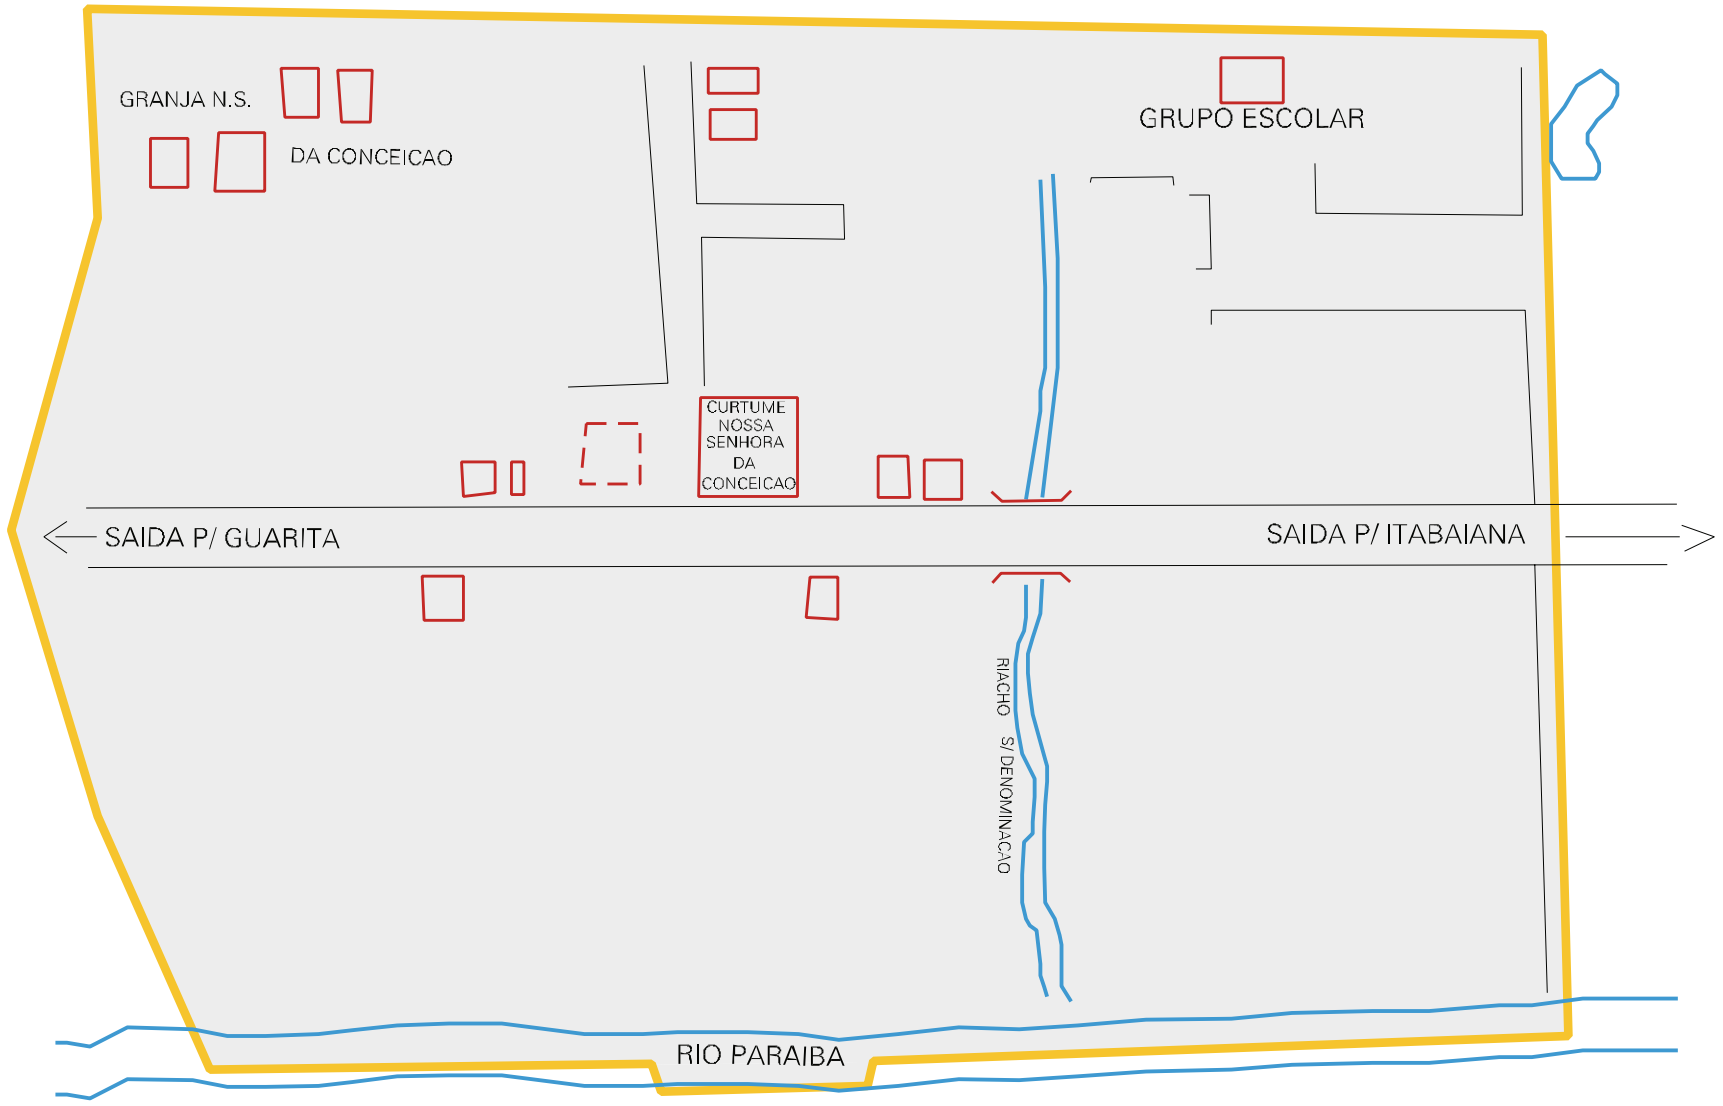 GRANJA N.S.
DA CONCEICAO
GRUPO ESCOLAR
CURTUME
NOSSA
SENHORA
DA
CONCEICAO
SAIDA P/ GUARITA
SAIDA P/ ITABAIANA
RIACHO S/ DENOMINACAO
RIO PARAIBA